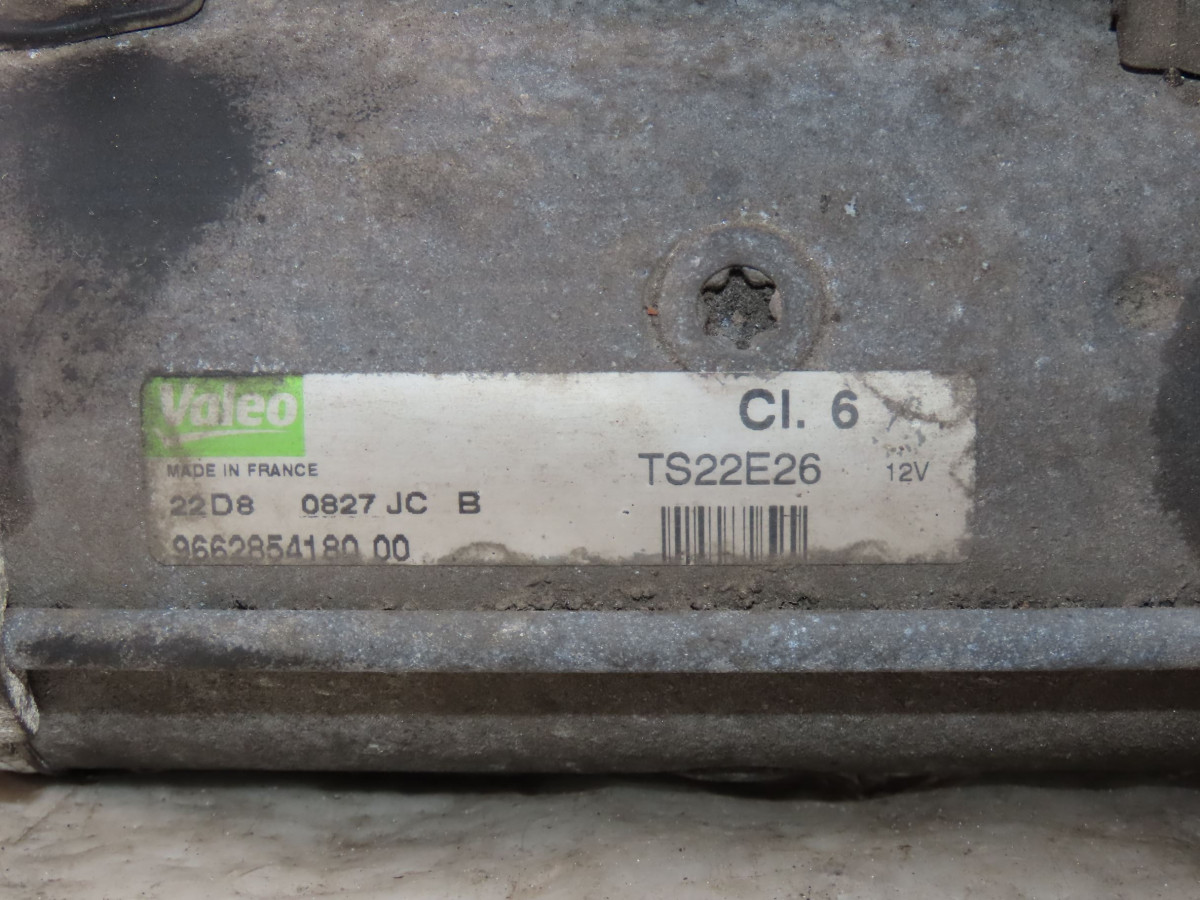 Valeo
Cl. 6
MADE IN FRANCE
TS22E26 12V
22D8 0827 JC B
9662854180 00